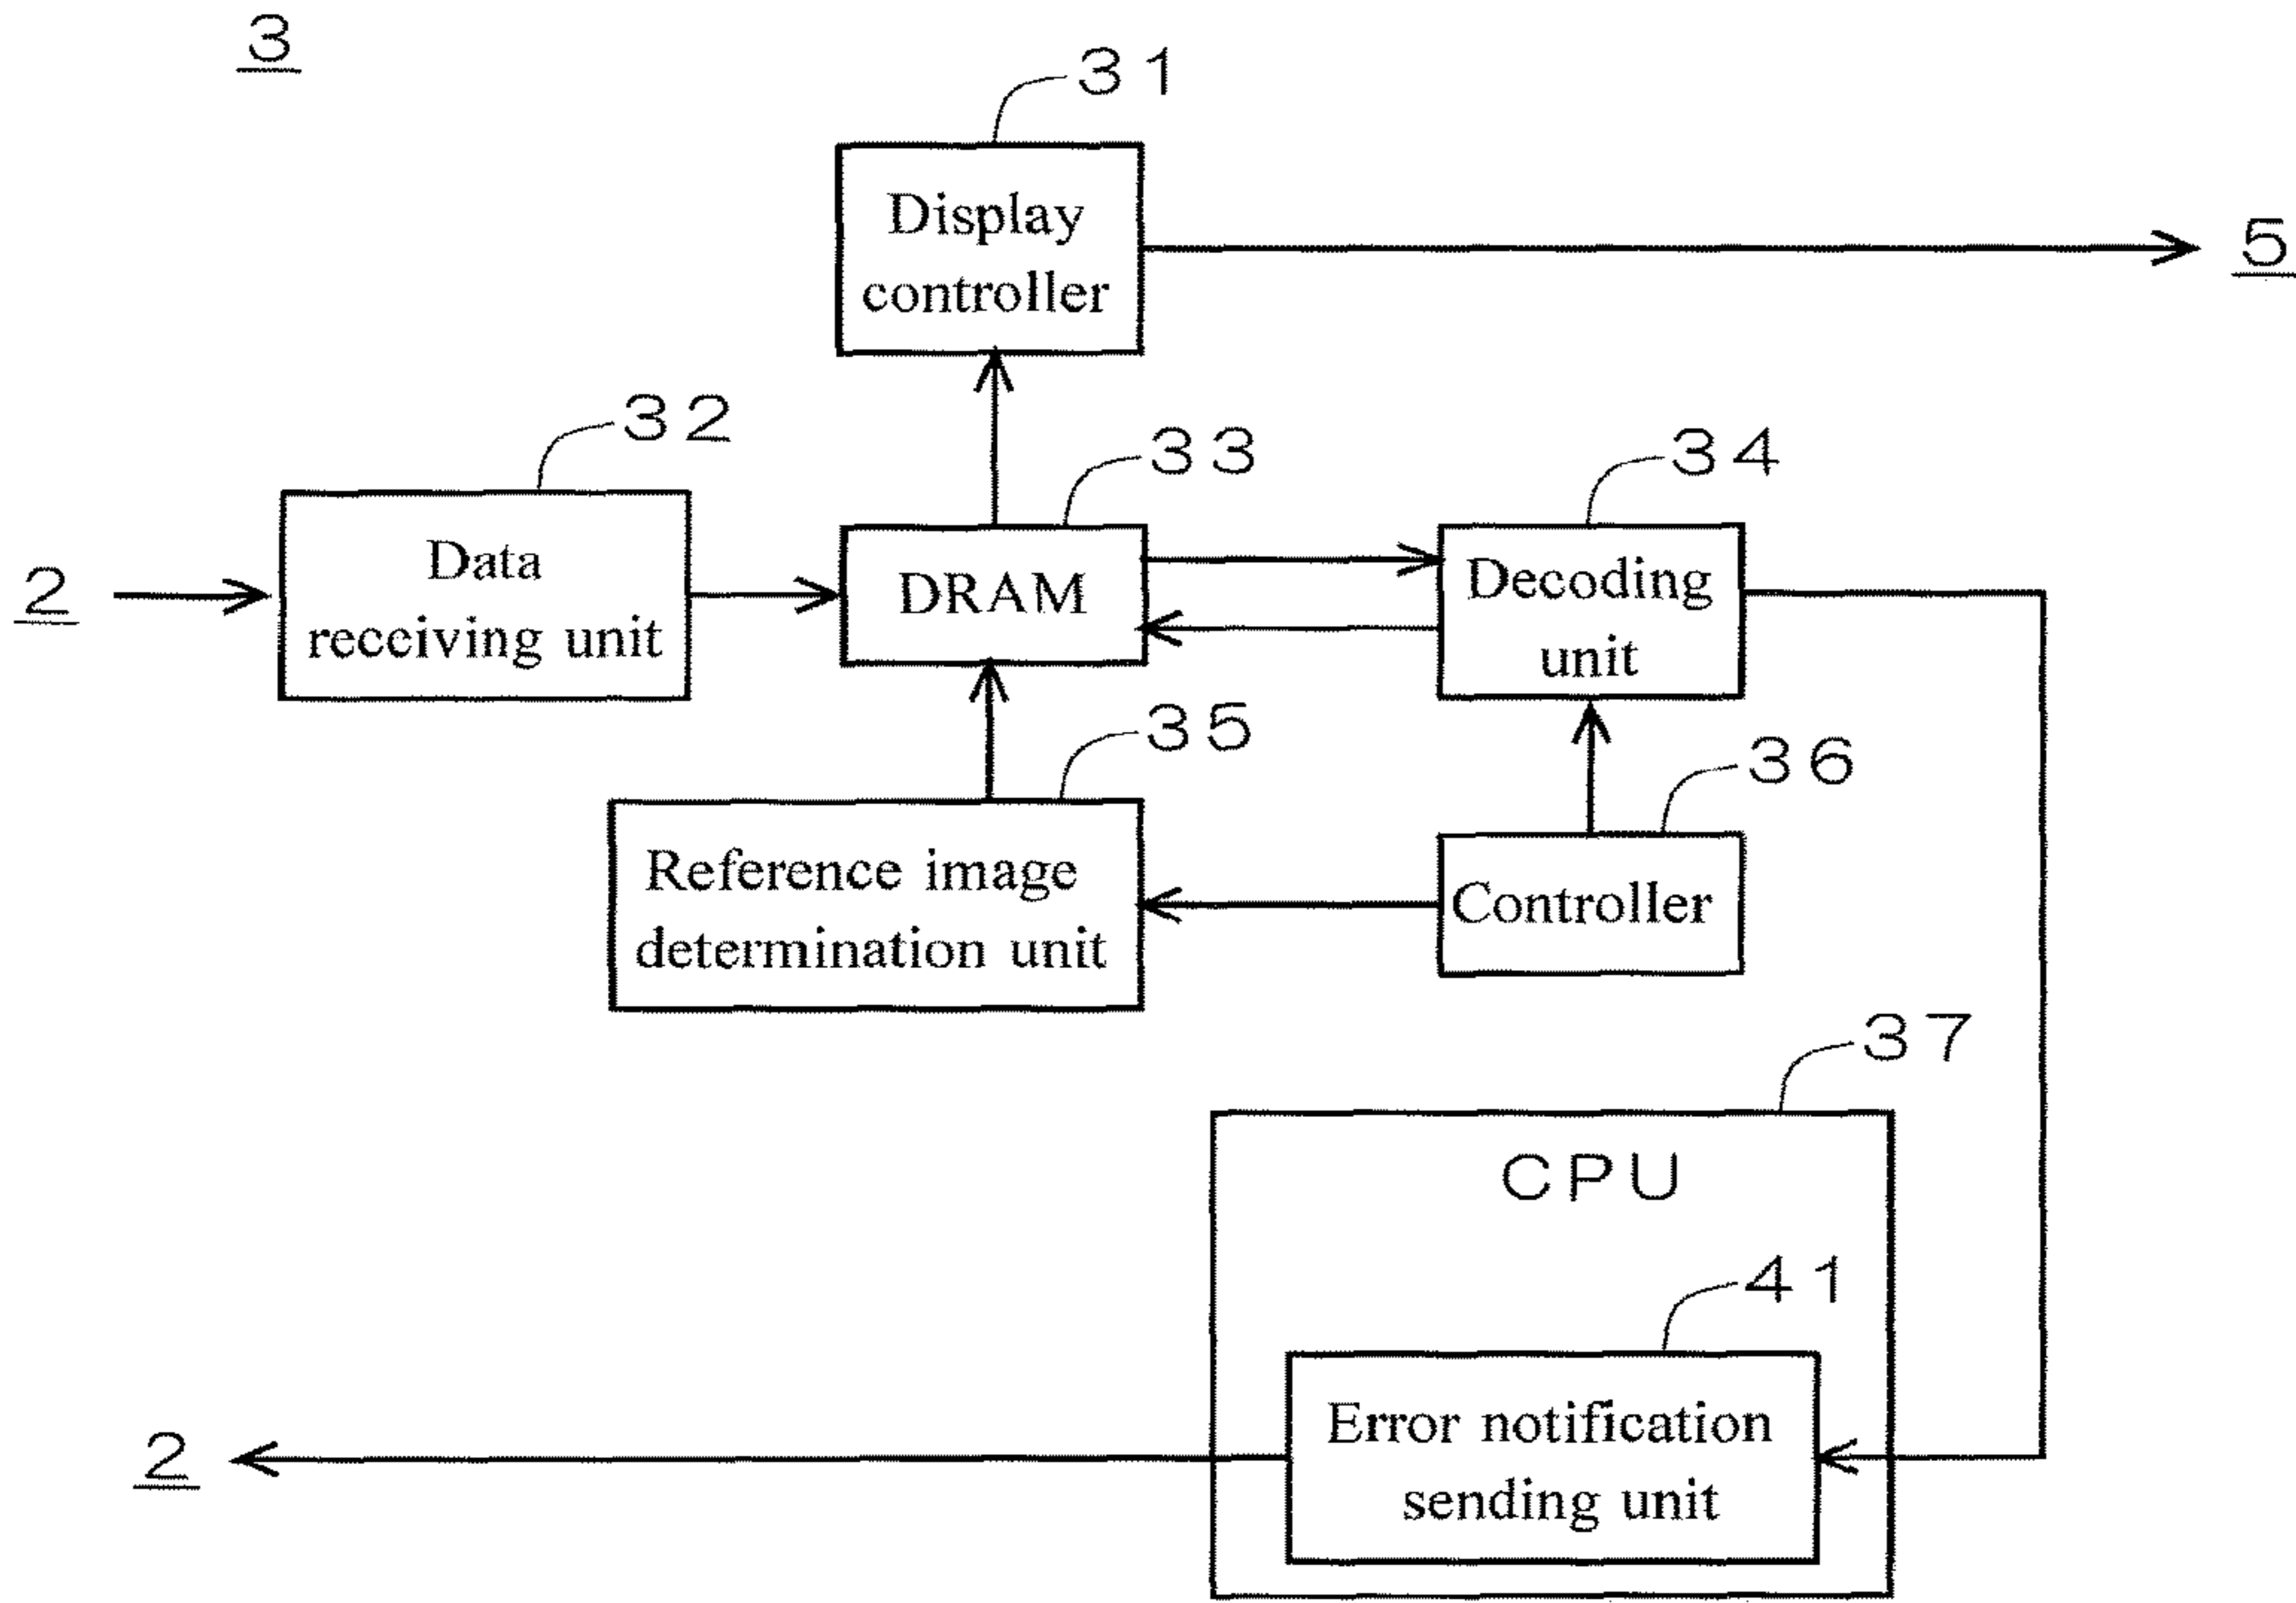 3
31
Display
controller
5
32
33
34
2
Data
receiving unit
DRAM
Decoding
unit
35
36
Reference image
determination unit
Controller
37
CPU
41
2
Error notification
sending unit